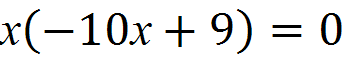 x(−10x + 9) = 0